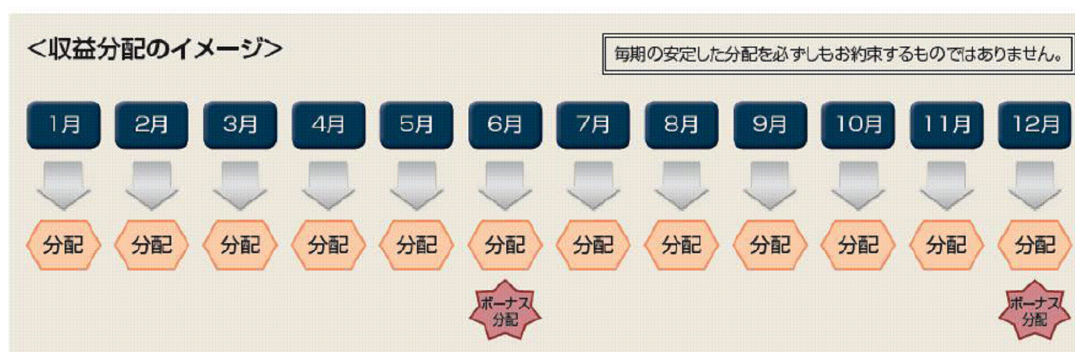 ＜収益分配のイメージ＞
毎期の安定した分配を必ずしもお約束するものではありません。
1月 2月 3月 4月 5月 6月 7月 8月 9月 10月 11月 12月
分配 分配 分配 分配 分配 分配 分配 分配 分配 分配 分配 分配
ボーナス 分配
ボーナス 分配